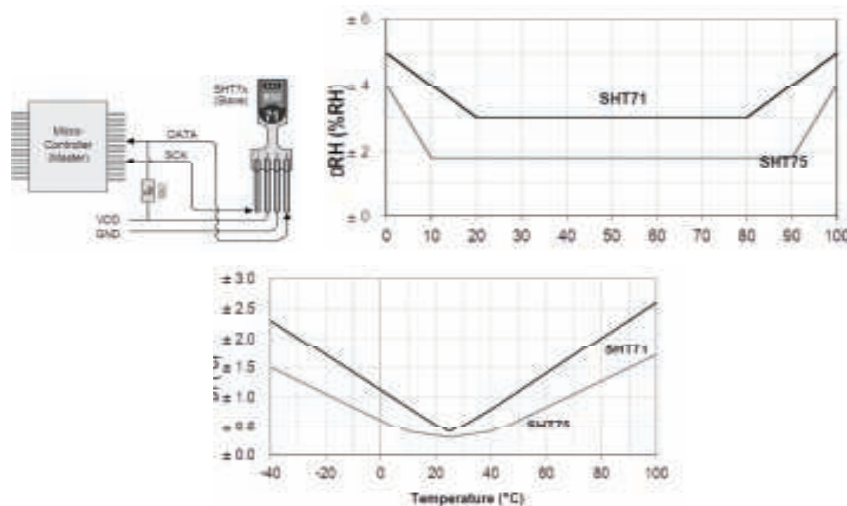 SHT7x
(Slave)
Micro-
Controller
(Master)
DATA
SCK
VDD
GND
± 6
± 4
± 2
± 0
(%RH)
SHT71
SHT75
0 10 20 30 40 50 60 70 80 90 100
± 3.0
± 2.5
± 2.0
± 1.5
± 1.0
± 0.0
SHT71
SHT75
-40 -20 0 20 40 60 80 100
Temperature (°C)